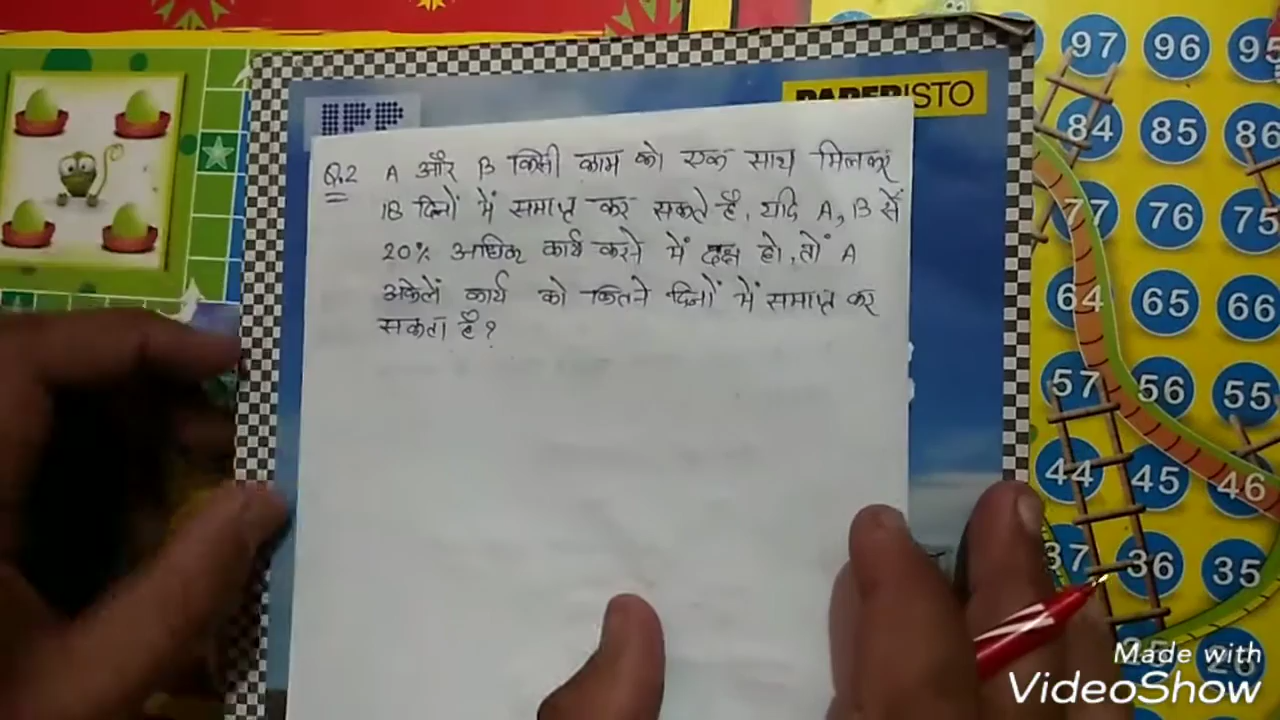 97 96 95
PAPERISTO
84 85 86
Q.2 A और B किसी काम को एक साथ मिलकर
18 दिनों में समाप्त कर सकते है, यदि A, B सें
20% अधिक कार्य करने में दक्ष हो, तों A
अकेलें कार्य को कितने दिनों में समाप्त कर
सकता है?
77 76 75
64 65 66
57 56 55
44 45 46
37 36 35
25 26
Made with
VideoShow